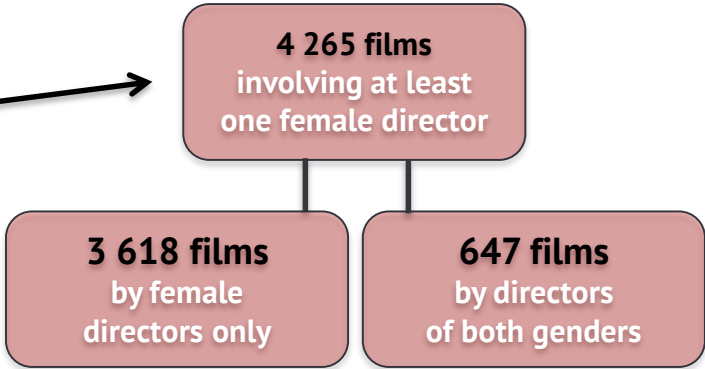 4 265 films
involving at least
one female director
3 618 films
by female
directors only
647 films
by directors
of both genders